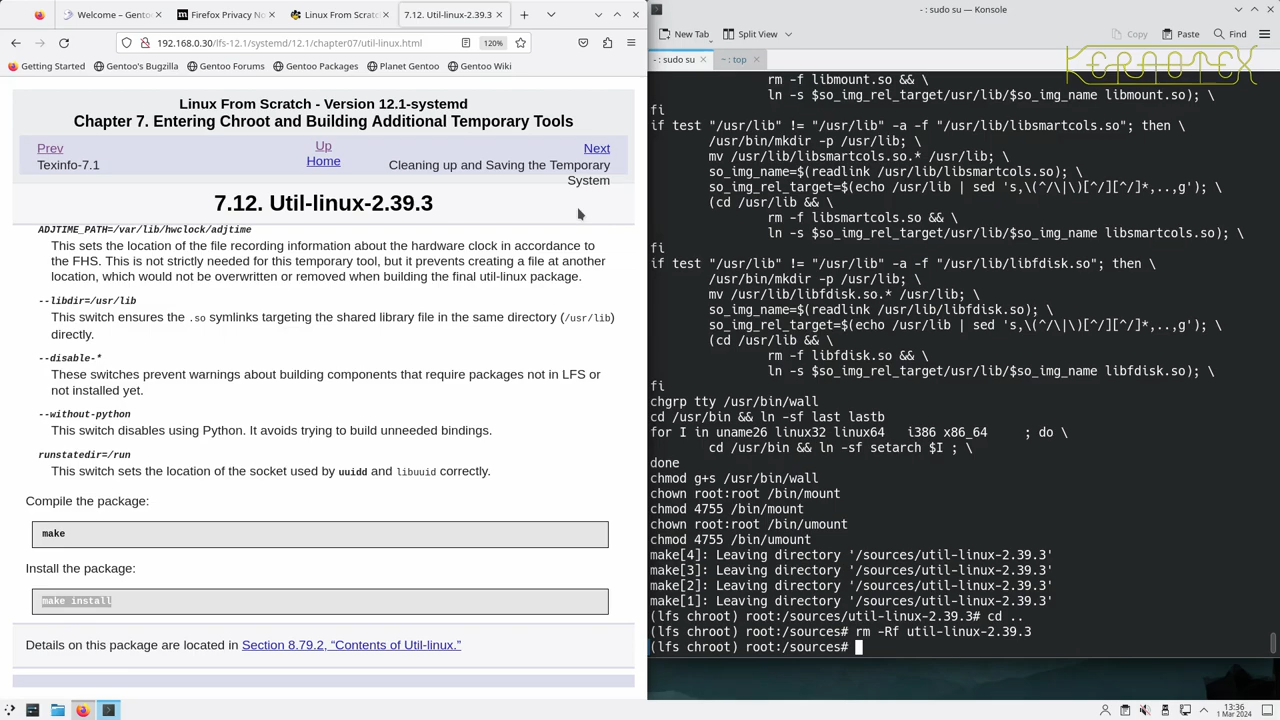 Welcome – Gento
Firefox Privacy No
Linux From Scratc
7.12. Util-linux-2.39.3
192.168.0.30/lfs-12.1/systemd/12.1/chapter07/util-linux.html
120%
Getting Started
Gentoo's Bugzilla
Gentoo Forums
Gentoo Packages
Planet Gentoo
Gentoo Wiki
Linux From Scratch - Version 12.1-systemd
Chapter 7. Entering Chroot and Building Additional Temporary Tools
Prev
Up
Next
Texinfo-7.1
Home
Cleaning up and Saving the Temporary
System
7.12. Util-linux-2.39.3
ADJTIME_PATH=/var/lib/hwclock/adjtime
This sets the location of the file recording information about the hardware clock in accordance to
the FHS. This is not strictly needed for this temporary tool, but it prevents creating a file at another
location, which would not be overwritten or removed when building the final util-linux package.
--libdir=/usr/lib
This switch ensures the .so symlinks targeting the shared library file in the same directory (/usr/lib)
directly.
--disable-*
These switches prevent warnings about building components that require packages not in LFS or
not installed yet.
--without-python
This switch disables using Python. It avoids trying to build unneeded bindings.
runstatedir=/run
This switch sets the location of the socket used by uuidd and libuuid correctly.
Compile the package:
make
Install the package:
make install
Details on this package are located in Section 8.79.2, “Contents of Util-linux.”
- : sudo su — Konsole
New Tab
Split View
Copy
Paste
Find
- : sudo su
~ : top
KERNOTEX
rm -f libmount.so && \
ln -s $so_img_rel_target/usr/lib/$so_img_name libmount.so); \
fi
if test "/usr/lib" != "/usr/lib" -a -f "/usr/lib/libsmartcols.so"; then \
/usr/bin/mkdir -p /usr/lib; \
mv /usr/lib/libsmartcols.so.* /usr/lib; \
so_img_name=$(readlink /usr/lib/libsmartcols.so); \
so_img_rel_target=$(echo /usr/lib | sed 's,\(^/\|\)[^/][^/]*,..,g'); \
(cd /usr/lib && \
rm -f libsmartcols.so && \
ln -s $so_img_rel_target/usr/lib/$so_img_name libsmartcols.so); \
fi
if test "/usr/lib" != "/usr/lib" -a -f "/usr/lib/libfdisk.so"; then \
/usr/bin/mkdir -p /usr/lib; \
mv /usr/lib/libfdisk.so.* /usr/lib; \
so_img_name=$(readlink /usr/lib/libfdisk.so); \
so_img_rel_target=$(echo /usr/lib | sed 's,\(^/\|\)[^/][^/]*,..,g'); \
(cd /usr/lib && \
rm -f libfdisk.so && \
ln -s $so_img_rel_target/usr/lib/$so_img_name libfdisk.so); \
fi
chgrp tty /usr/bin/wall
cd /usr/bin && ln -sf last lastb
for I in uname26 linux32 linux64 i386 x86_64 ; do \
cd /usr/bin && ln -sf setarch $I ; \
done
chmod g+s /usr/bin/wall
chown root:root /bin/mount
chmod 4755 /bin/mount
chown root:root /bin/umount
chmod 4755 /bin/umount
make[4]: Leaving directory '/sources/util-linux-2.39.3'
make[3]: Leaving directory '/sources/util-linux-2.39.3'
make[2]: Leaving directory '/sources/util-linux-2.39.3'
make[1]: Leaving directory '/sources/util-linux-2.39.3'
(lfs chroot) root:/sources/util-linux-2.39.3# cd ..
(lfs chroot) root:/sources# rm -Rf util-linux-2.39.3
(lfs chroot) root:/sources#
13:36
1 Mar 2024